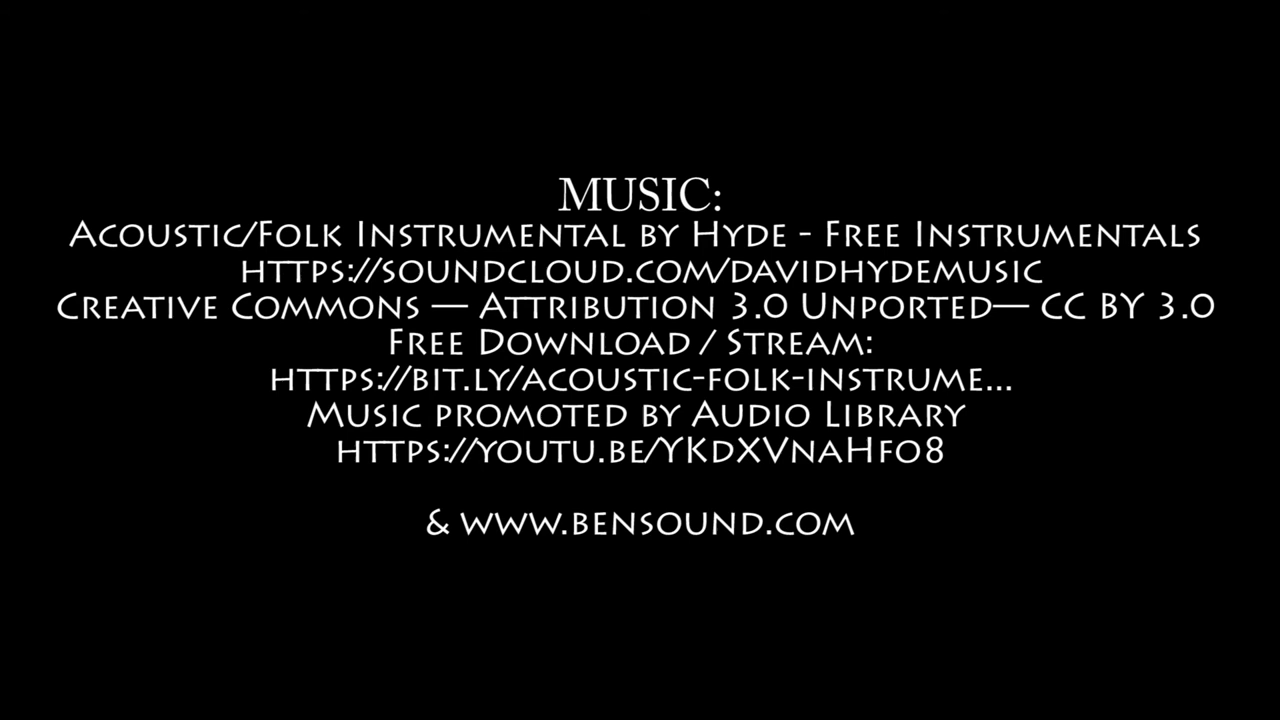 MUSIC:
Acoustic/Folk Instrumental by Hyde - Free Instrumentals
https://soundcloud.com/davidhydemusic
Creative Commons — Attribution 3.0 Unported— CC BY 3.0
Free Download / Stream:
https://bit.ly/acoustic-folk-instrume...
Music promoted by Audio Library
https://youtu.be/YKdXVnaHfo8
& www.bensound.com